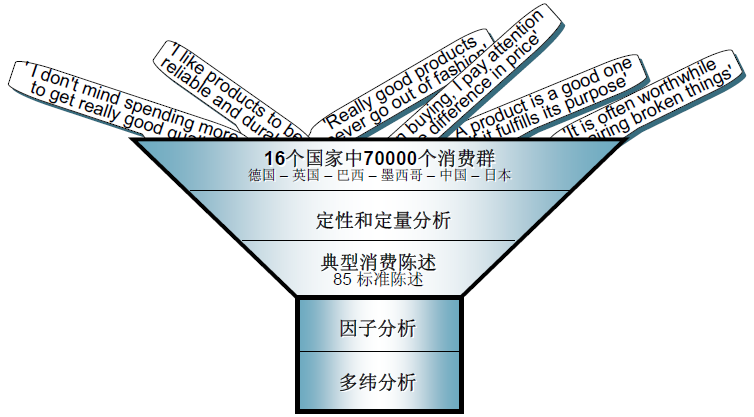 'I don't mind spending more
to get really good
'I like products to be
reliable and
'Really good products
never go out of fashion'
buying, I pay attention
difference in price'
A product is a good one
it fulfills its purpose'
'It is often worthwhile
broken things'
16个国家中70000个消费群
德国 – 英国 – 巴西 – 墨西哥 – 中国 – 日本
定性和定量分析
典型消费陈述
85 标准陈述
因子分析
多纬分析